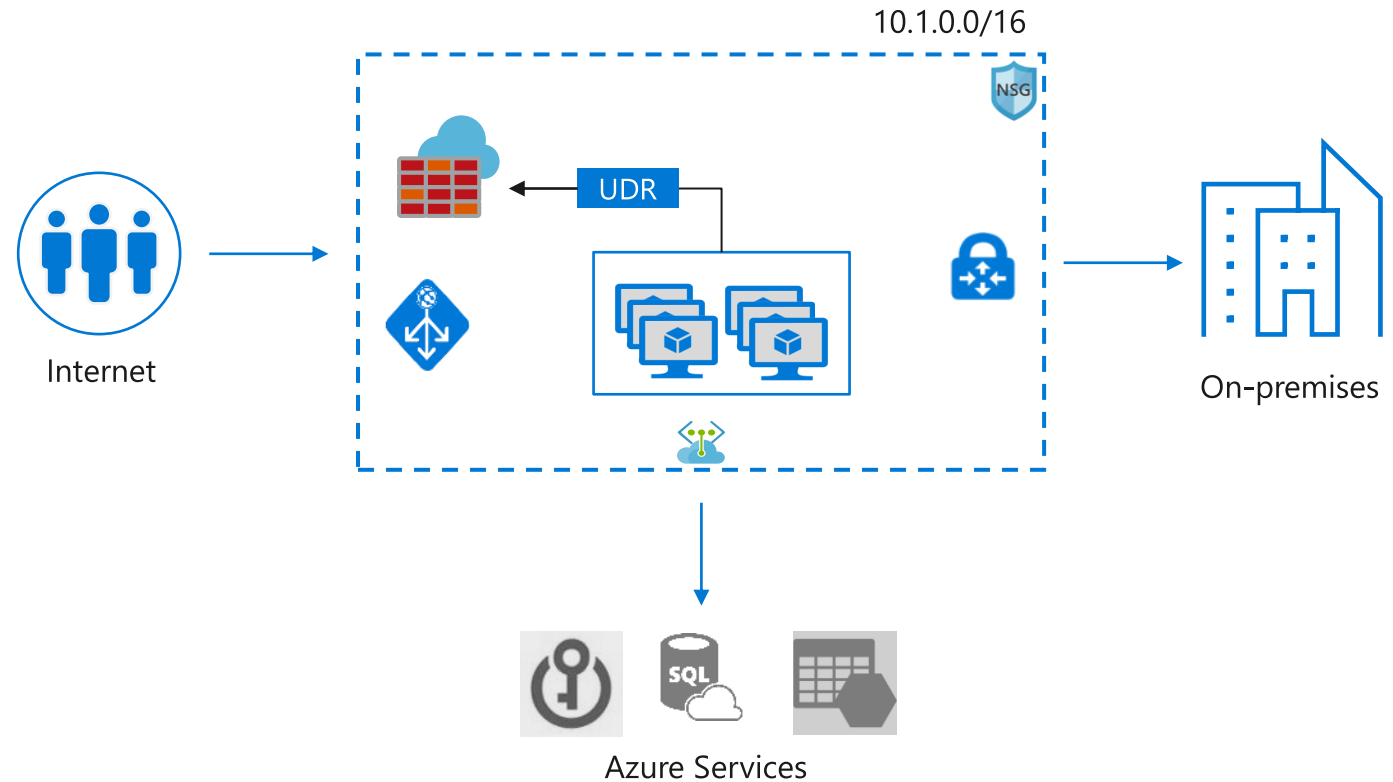 10.1.0.0/16
NSG
UDR
Internet
On-premises
SQL
Azure Services